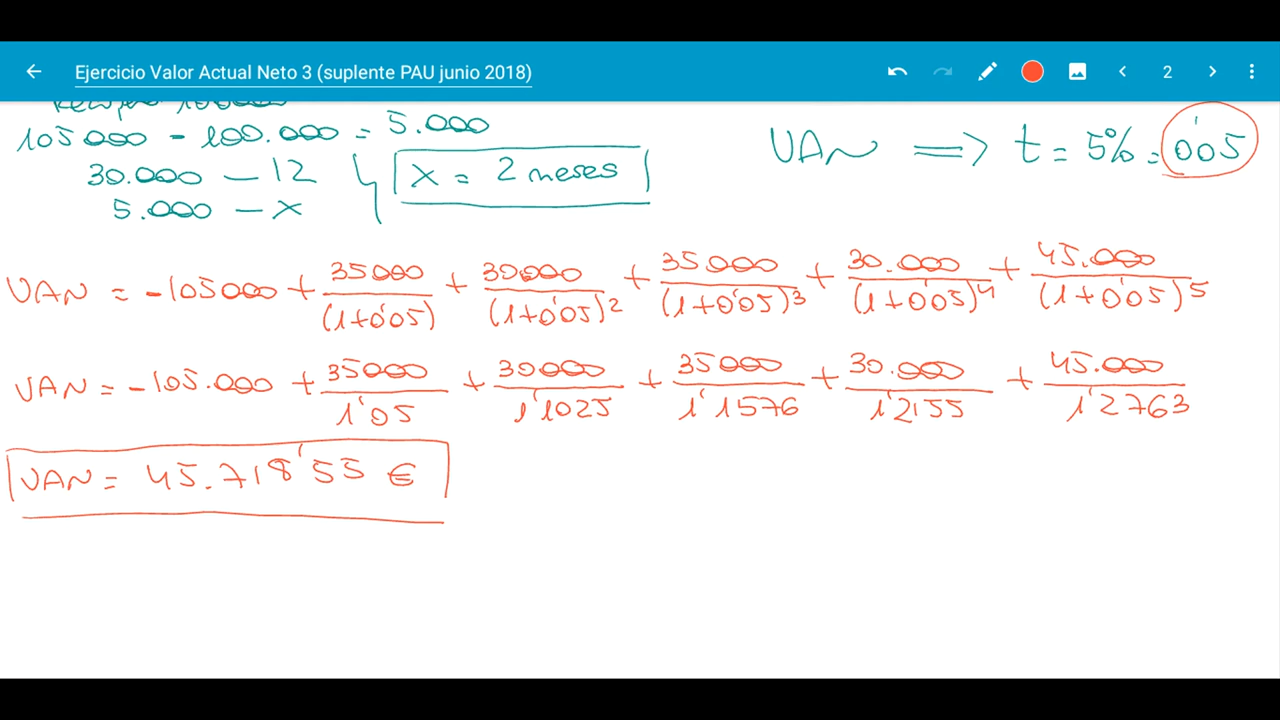 Ejercicio Valor Actual Neto 3 (suplente PAU junio 2018)
2
105000 - 100.000 = 5.000
30.000 — 12
5.000 — x
x = 2 meses
VAN => t = 5% = 0'05
VAN = -105000 + 35000/(1+0'05) + 30.000/(1+0'05)^2 + 35.000/(1+0'05)^3 + 30.000/(1+0'05)^4 + 45.000/(1+0'05)^5
VAN = -105.000 + 35000/1'05 + 30000/1'1025 + 35000/1'1576 + 30.000/1'2155 + 45.000/1'2763
VAN = 45.718'55 €